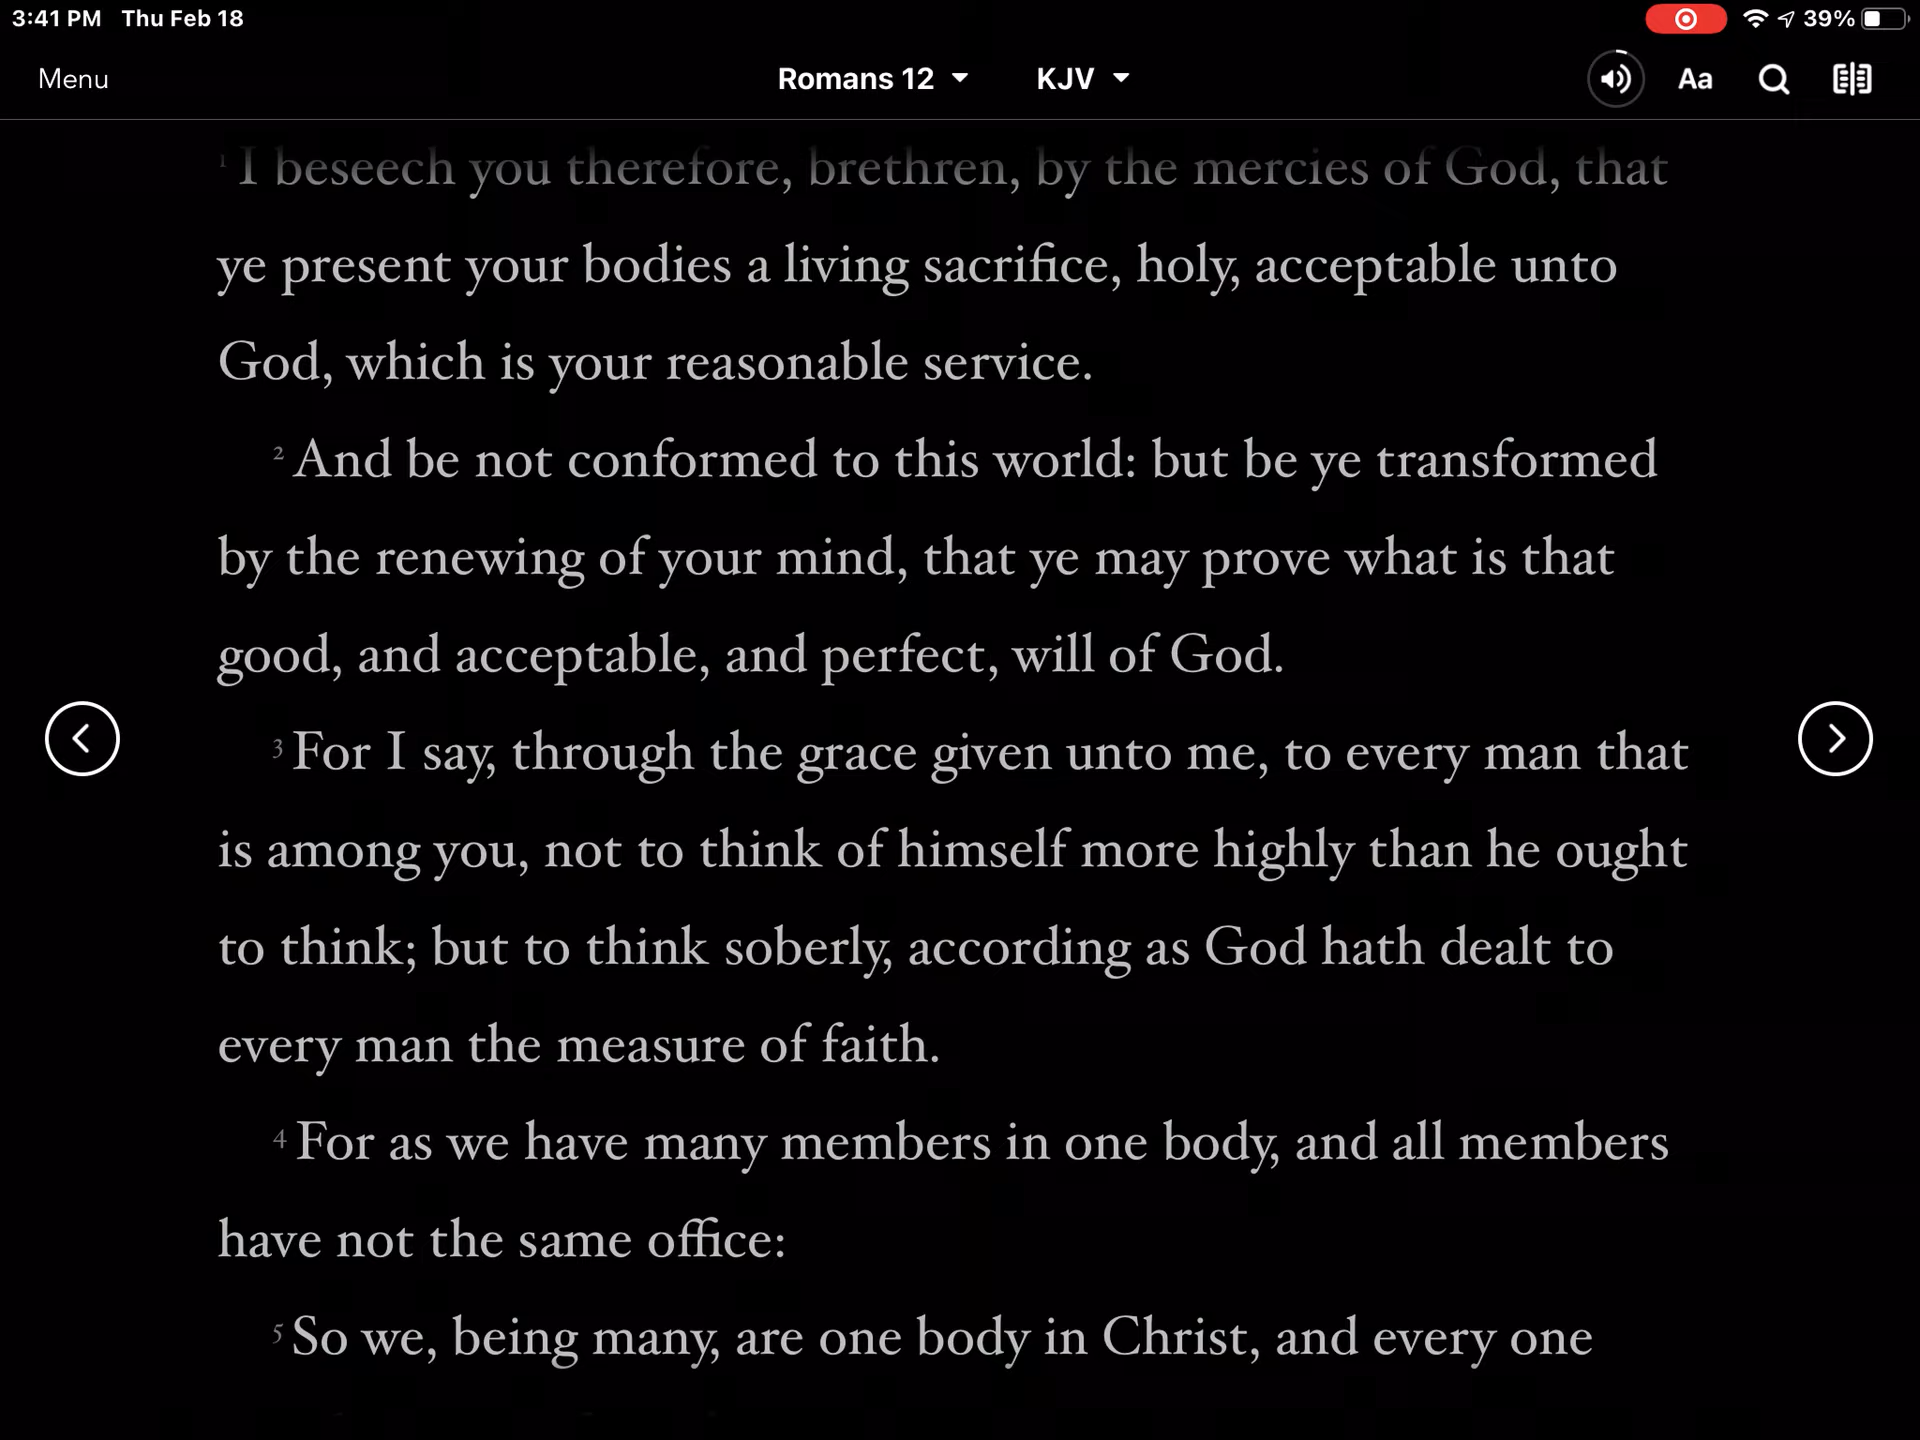 3:41 PM Thu Feb 18 39%
Menu Romans 12 KJV Aa
1 I beseech you therefore, brethren, by the mercies of God, that
ye present your bodies a living sacrifice, holy, acceptable unto
God, which is your reasonable service.
2 And be not conformed to this world: but be ye transformed
by the renewing of your mind, that ye may prove what is that
good, and acceptable, and perfect, will of God.
3 For I say, through the grace given unto me, to every man that
is among you, not to think of himself more highly than he ought
to think; but to think soberly, according as God hath dealt to
every man the measure of faith.
4 For as we have many members in one body, and all members
have not the same office:
5 So we, being many, are one body in Christ, and every one